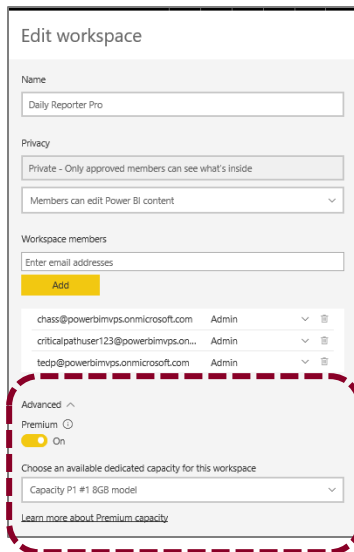 Edit workspace
Name
Daily Reporter Pro
Privacy
Private - Only approved members can see what's inside
Members can edit Power BI content
Workspace members
Enter email addresses
Add
chass@powerbimvps.onmicrosoft.com Admin
criticalpathuser123@powerbimvps.on... Admin
tedp@powerbimvps.onmicrosoft.com Admin
Advanced
Premium
On
Choose an available dedicated capacity for this workspace
Capacity P1 #1 8GB model
Learn more about Premium capacity